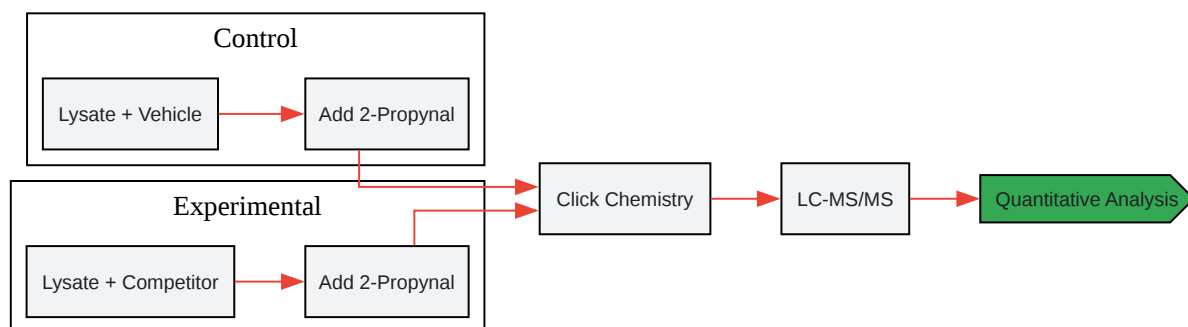 Control
Lysate + Vehicle
Add 2-Propynal
Experimental
Lysate + Competitor
Add 2-Propynal
Click Chemistry
LC-MS/MS
Quantitative Analysis